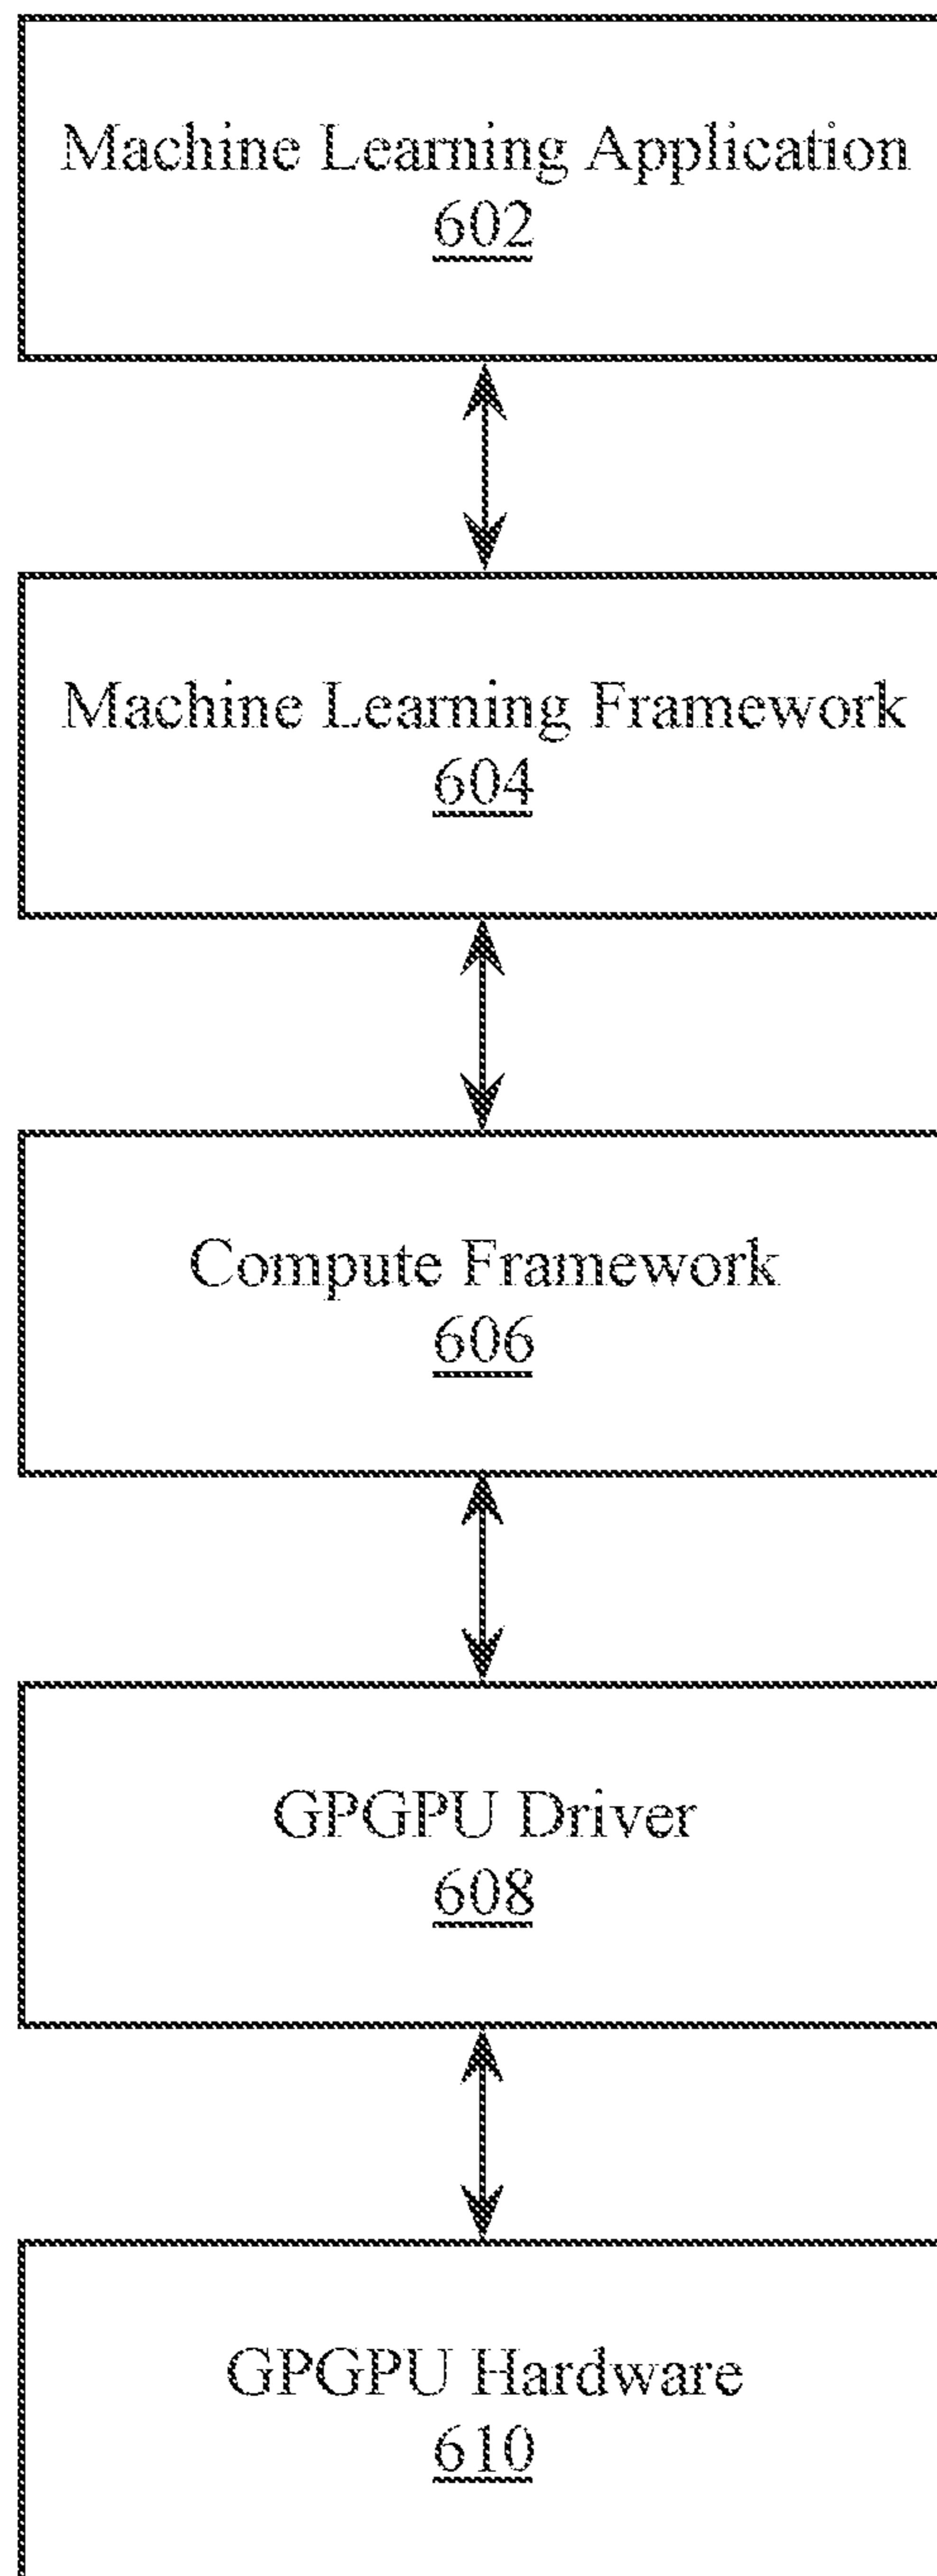 Machine Learning Application
602
Machine Learning Framework
604
Compute Framework
606
GPGPU Driver
608
GPGPU Hardware
610